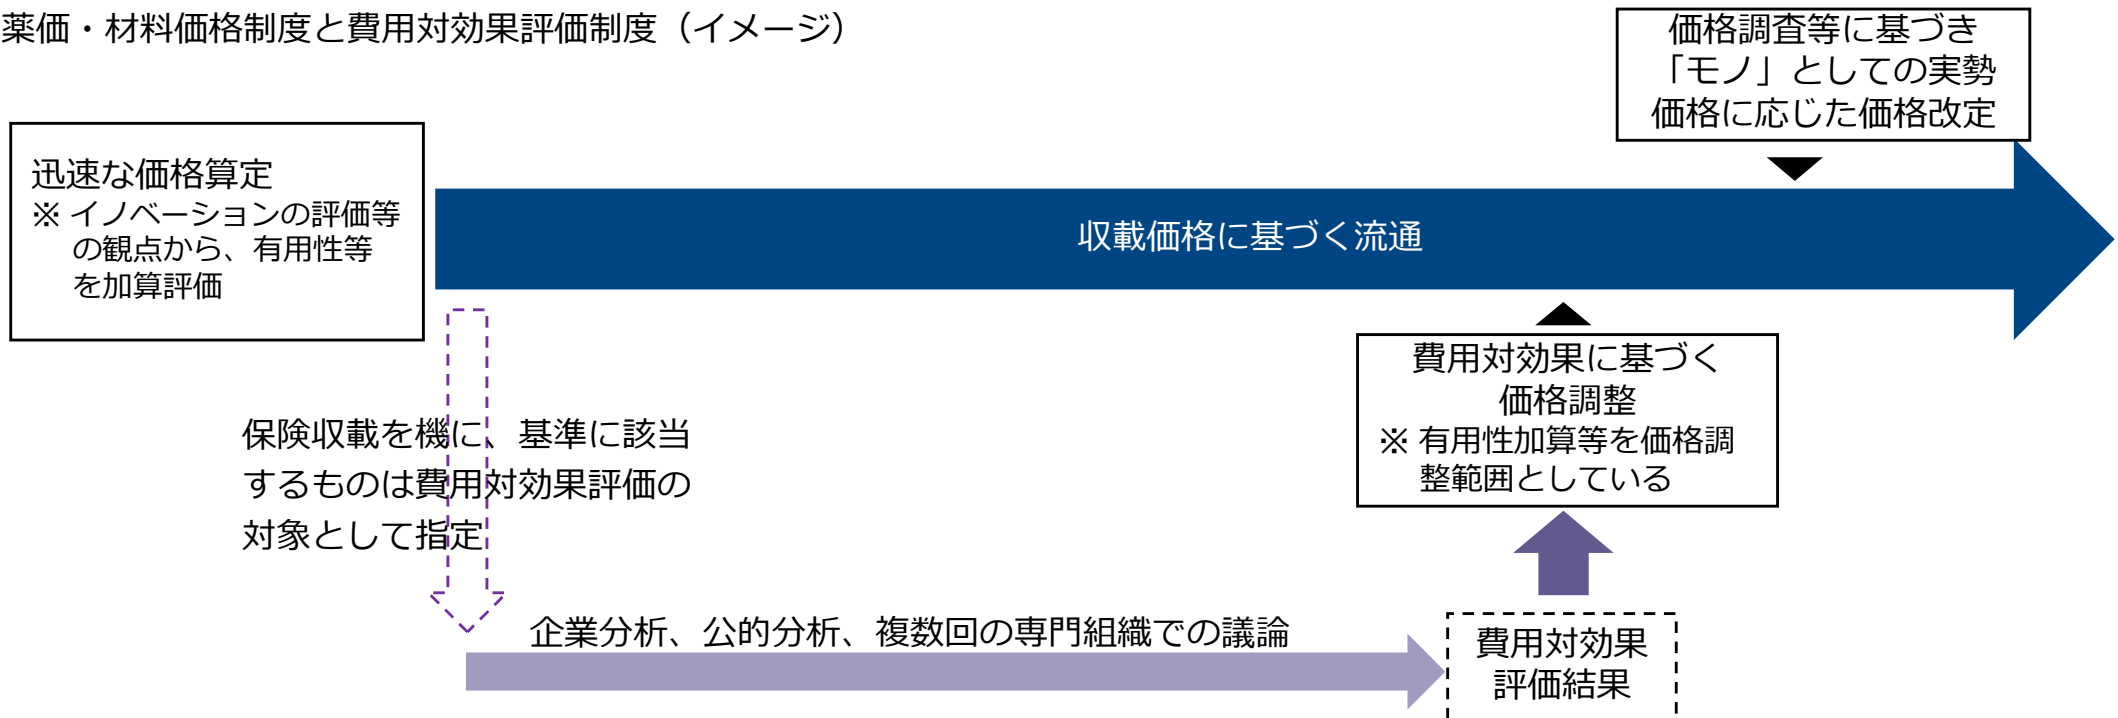 薬価・材料価格制度と費用対効果評価制度（イメージ）
価格調査等に基づき
「モノ」としての実勢
価格に応じた価格改定
迅速な価格算定
※ イノベーションの評価等
の観点から、有用性等
を加算評価
収載価格に基づく流通
費用対効果に基づく
価格調整
※ 有用性加算等を価格調
整範囲としている
保険収載を機に、基準に該当
するものは費用対効果評価の
対象として指定
企業分析、公的分析、複数回の専門組織での議論
費用対効果
評価結果